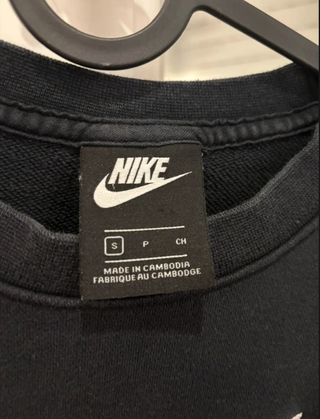 NIKE
S P CH
MADE IN CAMBODIA
FABRIQUE AU CAMBODGE